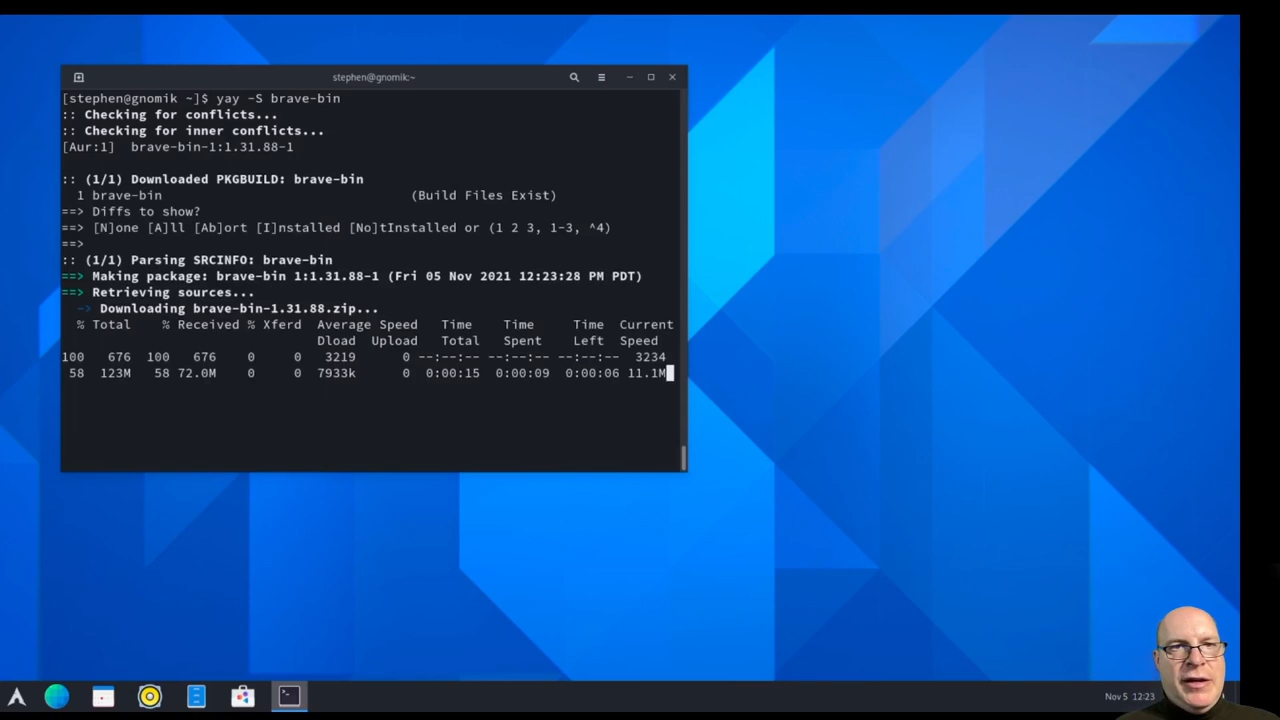 stephen@gnomik:~
[stephen@gnomik ~]$ yay -S brave-bin
:: Checking for conflicts...
:: Checking for inner conflicts...
[Aur:1]  brave-bin-1:1.31.88-1
:: (1/1) Downloaded PKGBUILD: brave-bin
1 brave-bin                                (Build Files Exist)
==> Diffs to show?
==> [N]one [A]ll [Ab]ort [I]nstalled [No]tInstalled or (1 2 3, 1-3, ^4)
==>
:: (1/1) Parsing SRCINFO: brave-bin
==> Making package: brave-bin 1:1.31.88-1 (Fri 05 Nov 2021 12:23:28 PM PDT)
==> Retrieving sources...
-> Downloading brave-bin-1.31.88.zip...
% Total    % Received % Xferd  Average Speed   Time    Time     Time  Current
Dload  Upload   Total   Spent    Left  Speed
100   676  100   676    0     0   3219      0 --:--:-- --:--:-- --:--:--  3234
58  123M   58 72.0M    0     0  7933k      0  0:00:15  0:00:09  0:00:06 11.1M
Nov 5  12:23